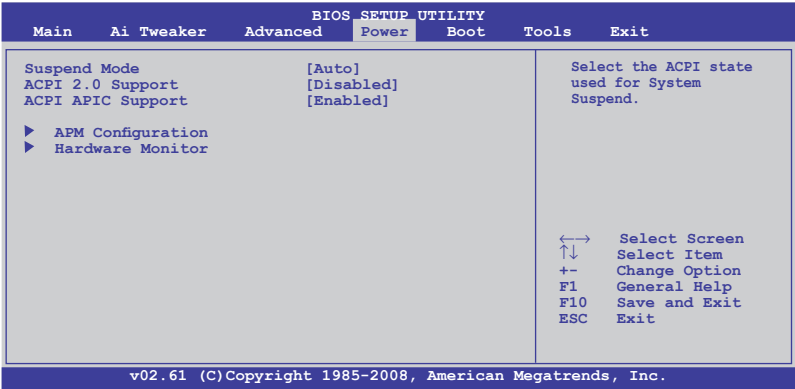 BIOS SETUP UTILITY
Main Ai Tweaker Advanced Power Boot Tools Exit
Suspend Mode [Auto]
ACPI 2.0 Support [Disabled]
ACPI APIC Support [Enabled]
APM Configuration
Hardware Monitor
Select the ACPI state
used for System
Suspend.
←→ Select Screen
↑↓ Select Item
+- Change Option
F1 General Help
F10 Save and Exit
ESC Exit
v02.61 (C)Copyright 1985-2008, American Megatrends, Inc.